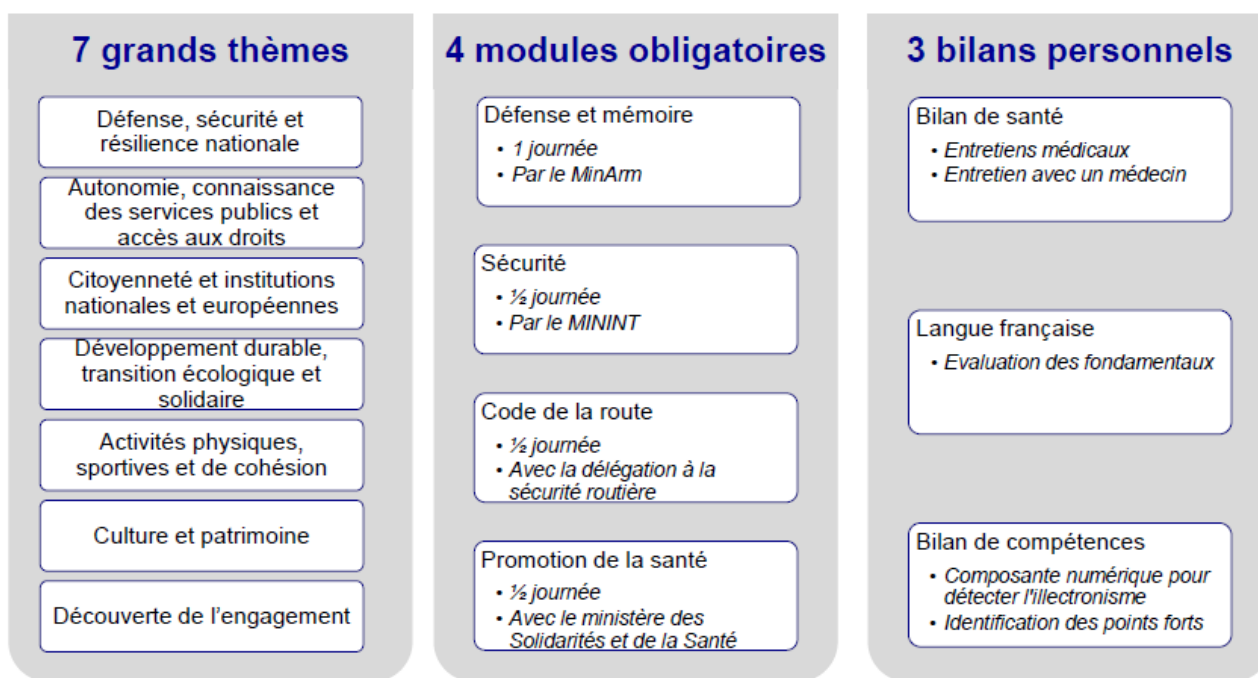 7 grands thèmes
Défense, sécurité et
résilience nationale
Autonomie, connaissance
des services publics et
accès aux droits
Citoyenneté et institutions
nationales et européennes
Développement durable,
transition écologique et
solidaire
Activités physiques,
sportives et de cohésion
Culture et patrimoine
Découverte de l'engagement
4 modules obligatoires
Défense et mémoire
• 1 journée
• Par le MinArm
Sécurité
• ½ journée
• Par le MININT
Code de la route
• ½ journée
• Avec la délégation à la
sécurité routière
Promotion de la santé
• ½ journée
• Avec le ministère des
Solidarités et de la Santé
3 bilans personnels
Bilan de santé
• Entretiens médicaux
• Entretien avec un médecin
Langue française
• Evaluation des fondamentaux
Bilan de compétences
• Composante numérique pour
détecter l'illectronisme
• Identification des points forts